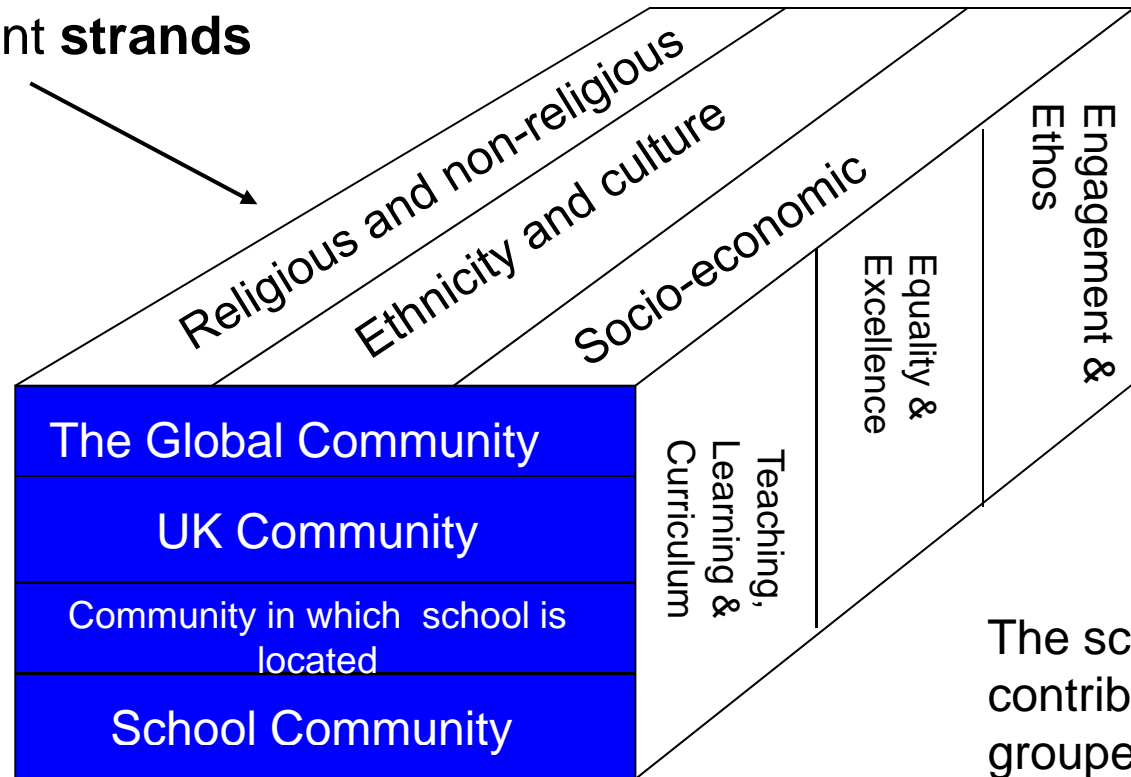 nt strands
Religious and non-religious
Ethnicity and culture
Socio-economic
The Global Community
UK Community
Community in which school is
located
School Community
Teaching,
Learning &
Curriculum
Equality &
Excellence
Engagement &
Ethos
The sc
contrib
groupe